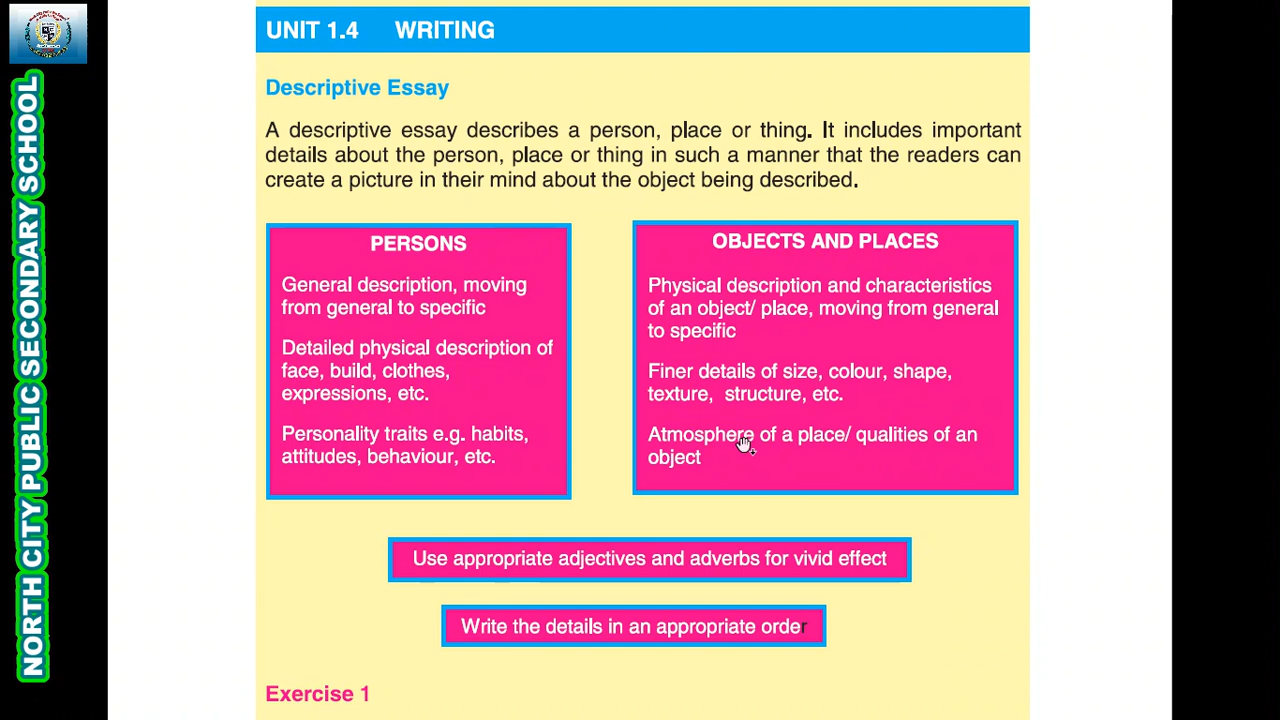 NORTH CITY PUBLIC SECONDARY SCHOOL
UNIT 1.4 WRITING
Descriptive Essay
A descriptive essay describes a person, place or thing. It includes important
details about the person, place or thing in such a manner that the readers can
create a picture in their mind about the object being described.
PERSONS
General description, moving
from general to specific
Detailed physical description of
face, build, clothes,
expressions, etc.
Personality traits e.g. habits,
attitudes, behaviour, etc.
OBJECTS AND PLACES
Physical description and characteristics
of an object/ place, moving from general
to specific
Finer details of size, colour, shape,
texture, structure, etc.
Atmosphere of a place/ qualities of an
object
Use appropriate adjectives and adverbs for vivid effect
Write the details in an appropriate order
Exercise 1